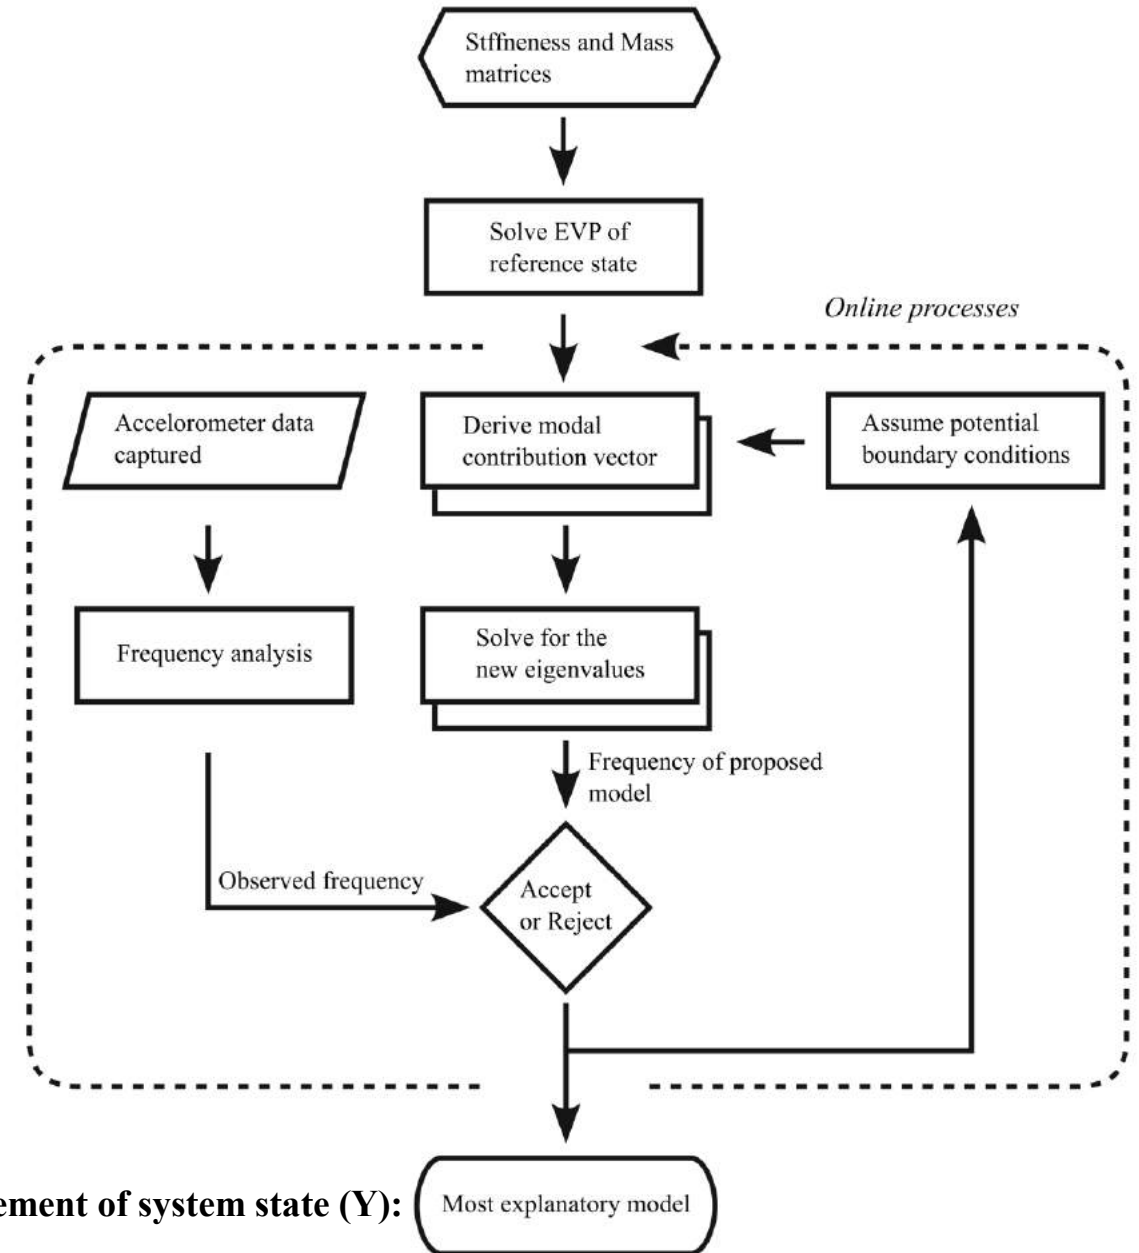 Stffneness and Mass
matrices
Solve EVP of
reference state
Online processes
Accelorometer data
captured
Derive modal
contribution vector
Assume potential
boundary conditions
Frequency analysis
Solve for the
new eigenvalues
Frequency of proposed
model
Observed frequency
Accept
or Reject
ement of system state (Y):
Most explanatory model